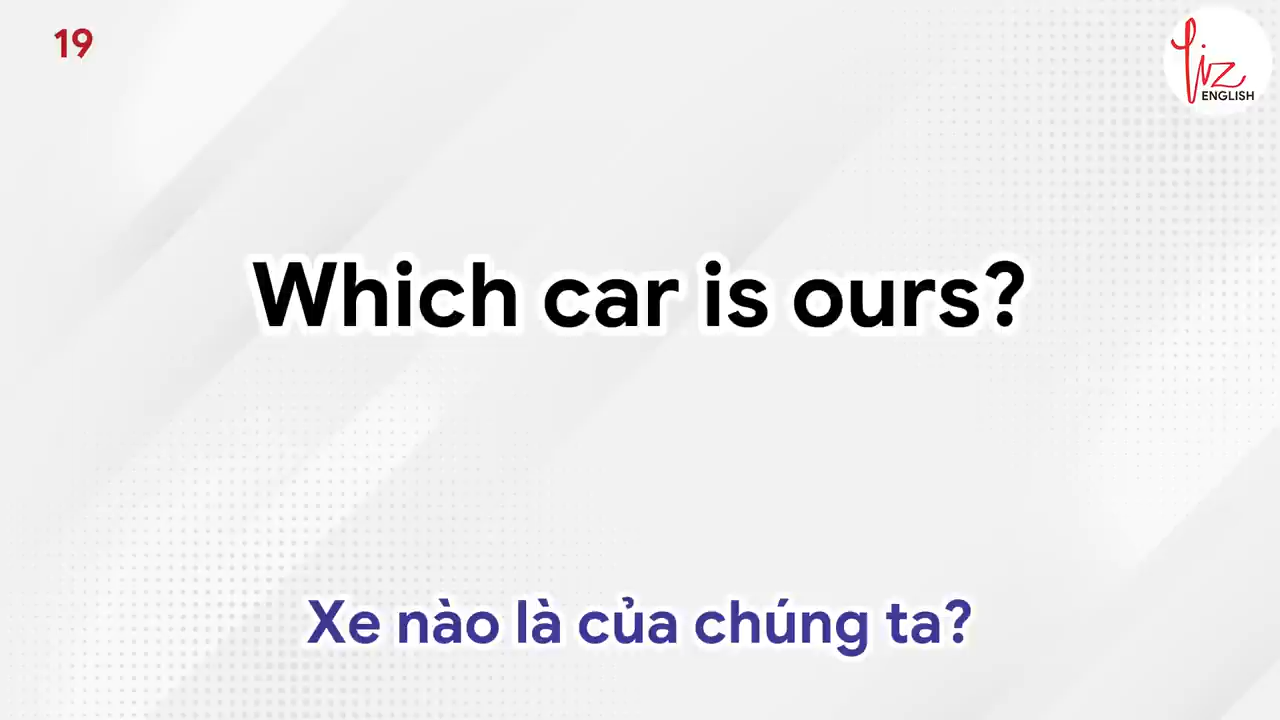 19
Liz
ENGLISH
Which car is ours?
Xe nào là của chúng ta?